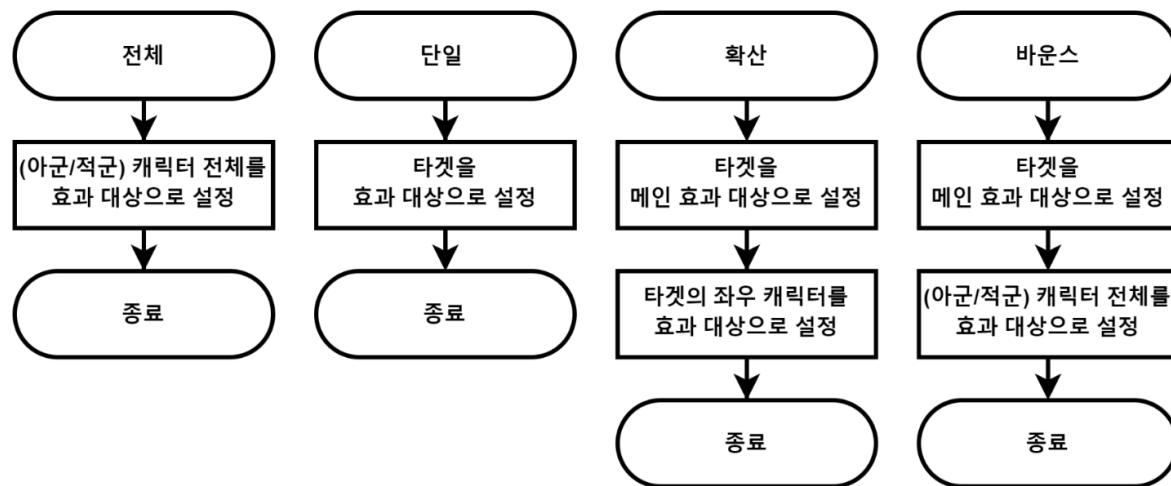 전체
(아군/적군) 캐릭터 전체를
효과 대상으로 설정
종료
단일
타겟을
효과 대상으로 설정
종료
확산
타겟을
메인 효과 대상으로 설정
타겟의 좌우 캐릭터를
효과 대상으로 설정
종료
바운스
타겟을
메인 효과 대상으로 설정
(아군/적군) 캐릭터 전체를
효과 대상으로 설정
종료